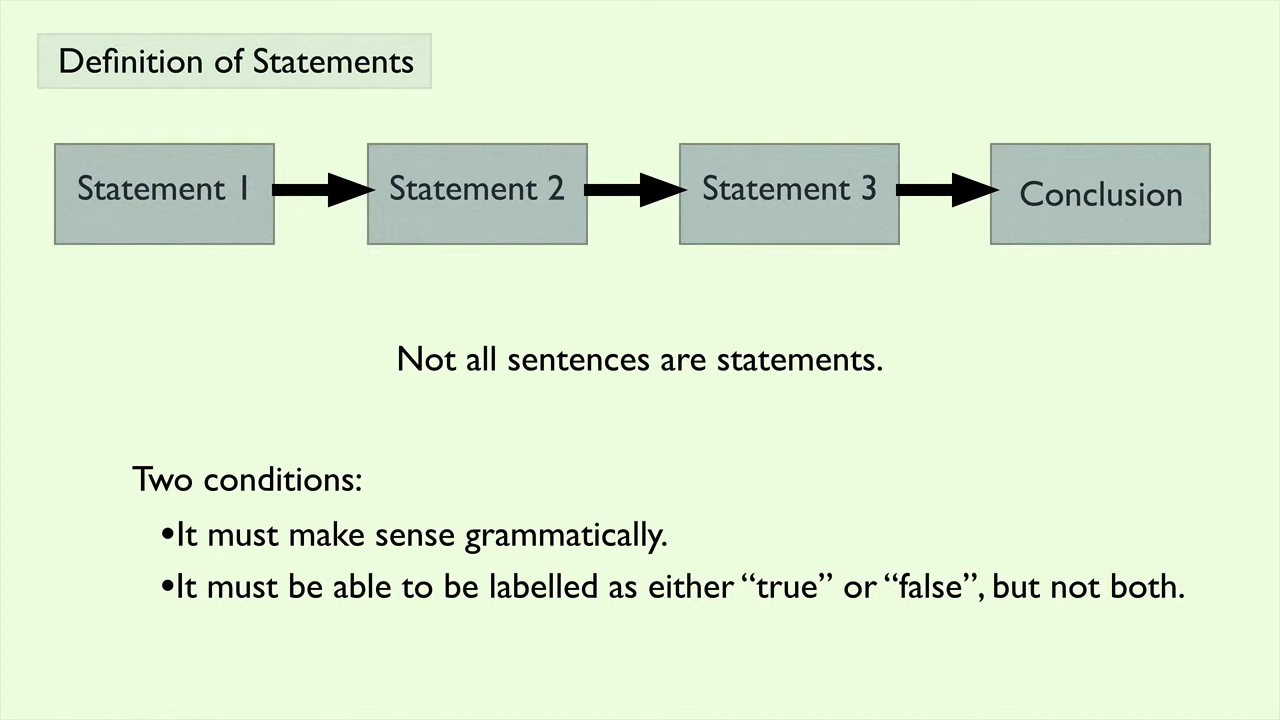 Definition of Statements
Statement 1
Statement 2
Statement 3
Conclusion
Not all sentences are statements.
Two conditions:
•It must make sense grammatically.
•It must be able to be labelled as either “true” or “false”, but not both.